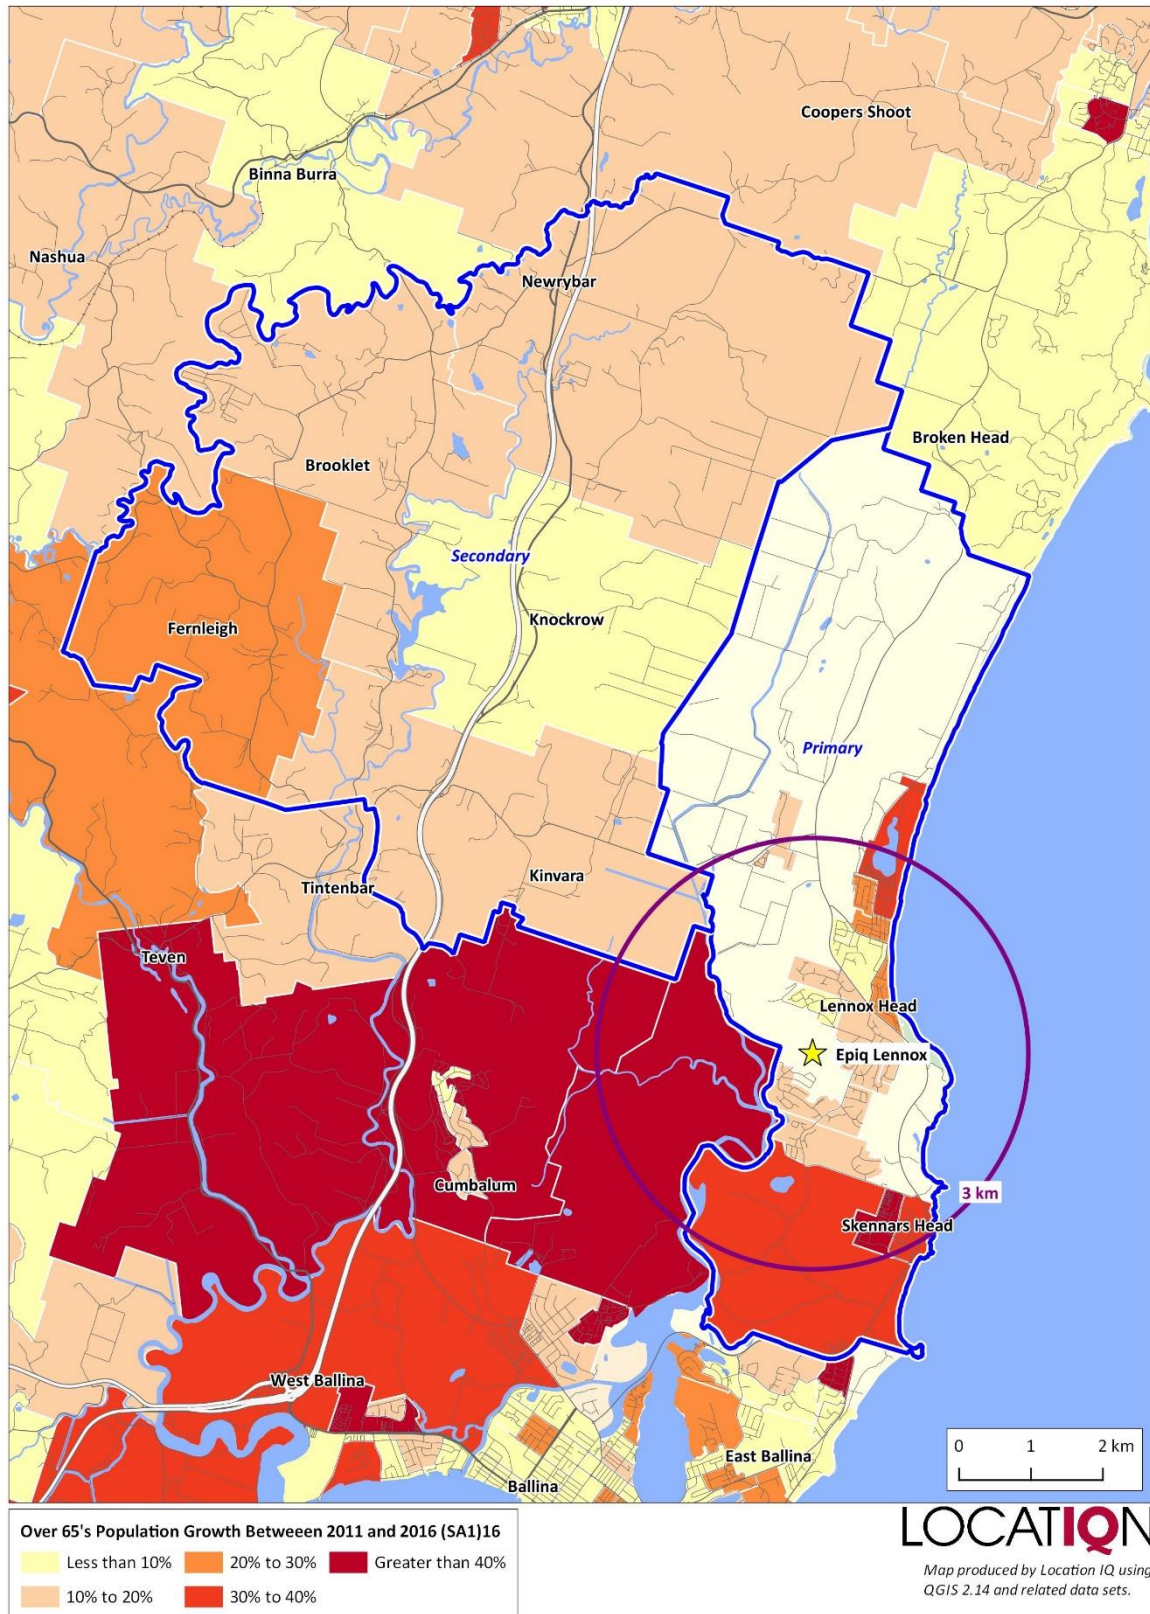 Coopers Shoot
Binna Burra
Nashua
Newrybar
Broken Head
Brooklet
Secondary
Knockrow
Fernleigh
Primary
Kinvara
Tintenbar
Teven
Lennox Head
Epiq Lennox
Cumbalum
3 km
Skennars Head
West Ballina
East Ballina
Ballina
0 1 2 km
Over 65's Population Growth Betweeen 2011 and 2016 (SA1)16
Less than 10% 20% to 30% Greater than 40%
10% to 20% 30% to 40%
LOCATIQN
Map produced by Location IQ using
QGIS 2.14 and related data sets.